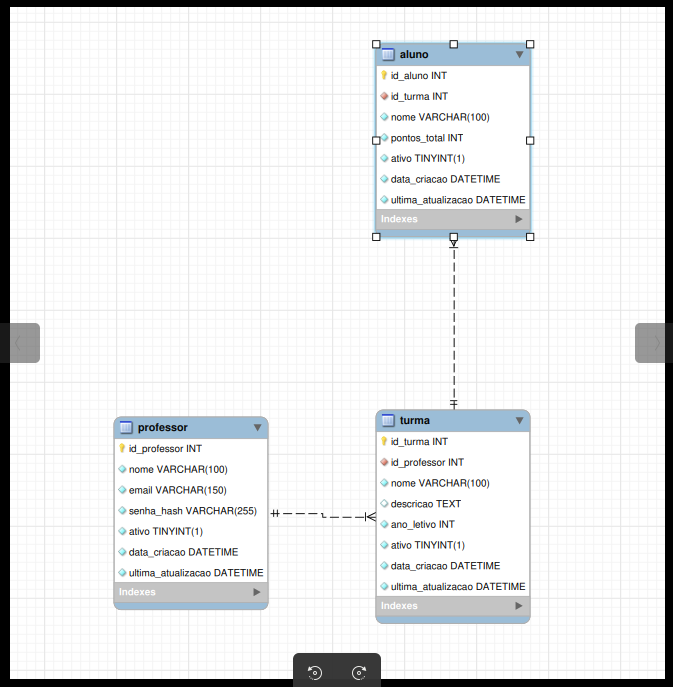 aluno
id_aluno INT
id_turma INT
nome VARCHAR(100)
pontos_total INT
ativo TINYINT(1)
data_criacao DATETIME
ultima_atualizacao DATETIME
Indexes
professor
id_professor INT
nome VARCHAR(100)
email VARCHAR(150)
senha_hash VARCHAR(255)
ativo TINYINT(1)
data_criacao DATETIME
ultima_atualizacao DATETIME
Indexes
turma
id_turma INT
id_professor INT
nome VARCHAR(100)
descricao TEXT
ano_letivo INT
ativo TINYINT(1)
data_criacao DATETIME
ultima_atualizacao DATETIME
Indexes